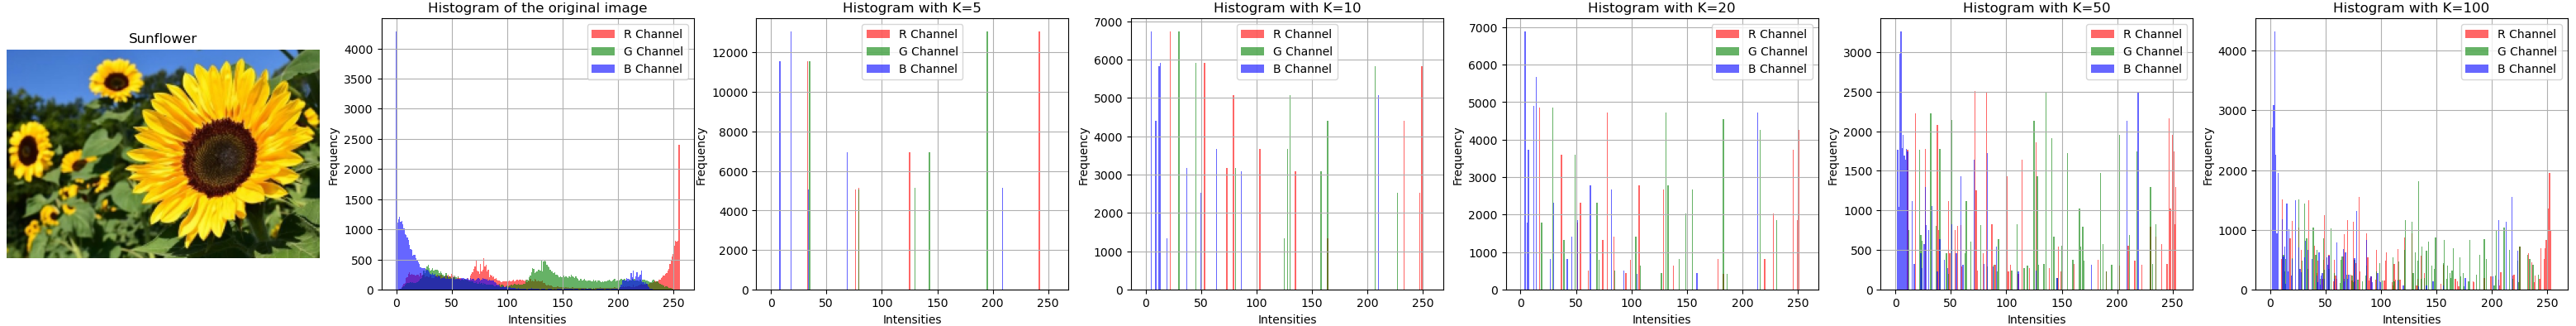 Sunflower
Histogram of the original image
R Channel
G Channel
B Channel
Frequency
4000
3500
3000
2500
2000
1500
1000
500
0
0 50 100 150 200 250
Intensities
Histogram with K=5
R Channel
G Channel
B Channel
Frequency
12000
10000
8000
6000
4000
2000
0
0 50 100 150 200 250
Intensities
Histogram with K=10
R Channel
G Channel
B Channel
Frequency
7000
6000
5000
4000
3000
2000
1000
0
0 50 100 150 200 250
Intensities
Histogram with K=20
R Channel
G Channel
B Channel
Frequency
7000
6000
5000
4000
3000
2000
1000
0
0 50 100 150 200 250
Intensities
Histogram with K=50
R Channel
G Channel
B Channel
Frequency
3000
2500
2000
1500
1000
500
0
0 50 100 150 200 250
Intensities
Histogram with K=100
R Channel
G Channel
B Channel
Frequency
4000
3000
2000
1000
0
0 50 100 150 200 250
Intensities